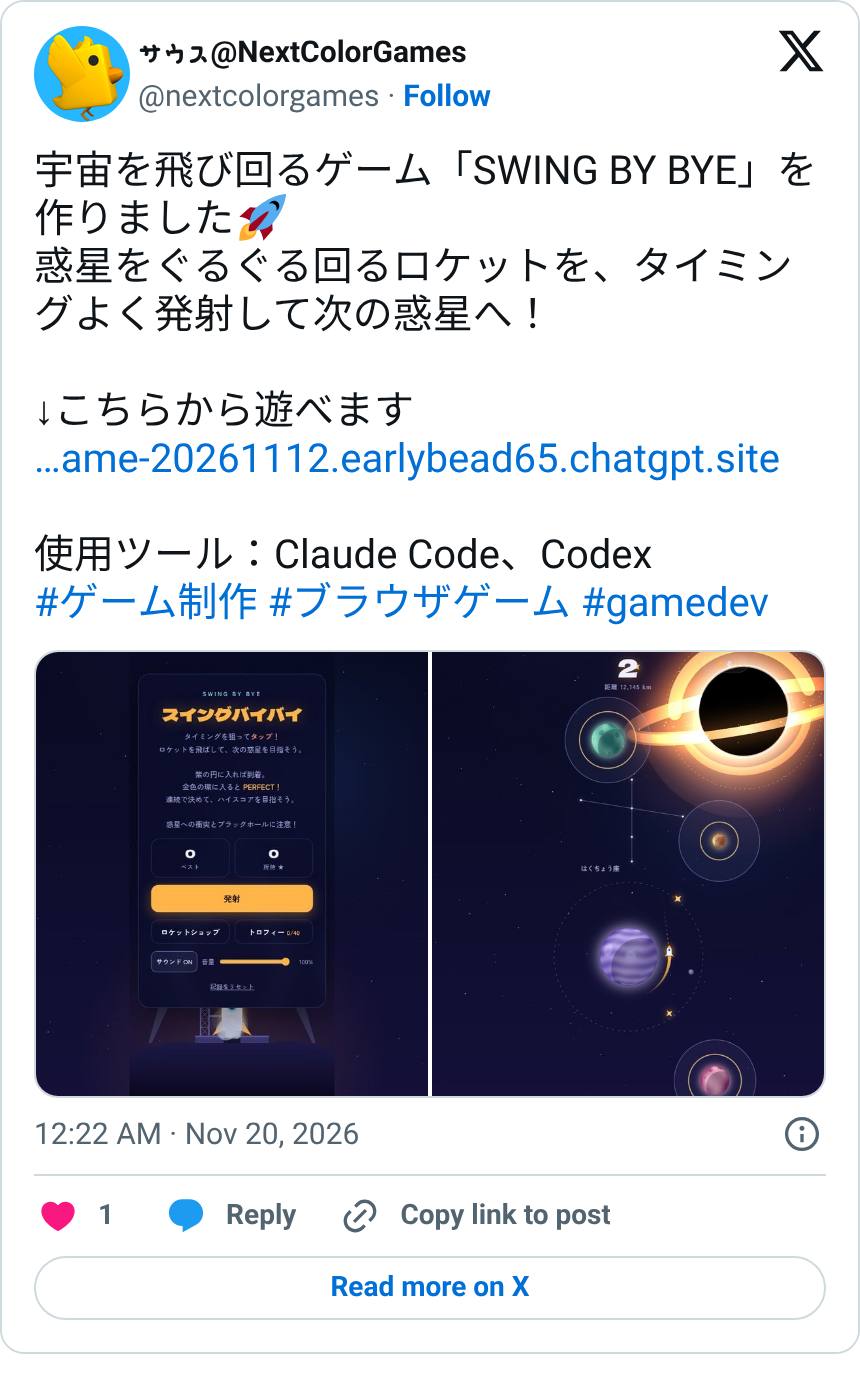 サウス@NextColorGames
@nextcolorgames · Follow
宇宙を飛び回るゲーム「SWING BY BYE」を
作りました🚀
惑星をぐるぐる回るロケットを、タイミン
グよく発射して次の惑星へ！
↓こちらから遊べます
…ame-20261112.earlybead65.chatgpt.site
使用ツール：Claude Code、Codex
#ゲーム制作 #ブラウザゲーム #gamedev
SWING BY BYE
スイングバイバイ
タイミングを狙ってタップ！
ロケットを飛ばして、次の惑星を目指そう。
紫の円に入れば到着。
金色の環に入ると PERFECT！
連続で決めて、ハイスコアを目指そう。
惑星への衝突とブラックホールに注意！
0 0
ベスト 所持 ★
発射
ロケットショップ トロフィー 0/40
サウンド ON 音量 100%
記録をリセット
2
距離 12,145 km
はくちょう座
12:22 AM · Nov 20, 2026
1 Reply Copy link to post
Read more on X